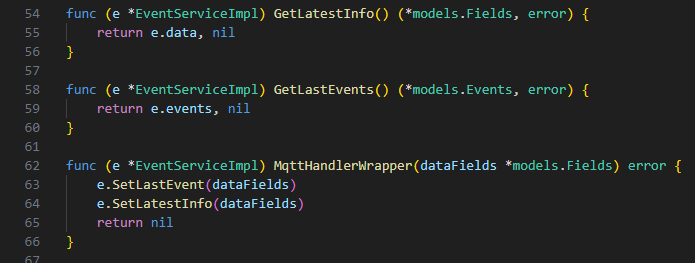 54 func (e *EventServiceImpl) GetLatestInfo() (*models.Fields, error) {
55     return e.data, nil
56 }
57
58 func (e *EventServiceImpl) GetLastEvents() (*models.Events, error) {
59     return e.events, nil
60 }
61
62 func (e *EventServiceImpl) MqttHandlerWrapper(dataFields *models.Fields) error {
63     e.SetLastEvent(dataFields)
64     e.SetLatestInfo(dataFields)
65     return nil
66 }
67